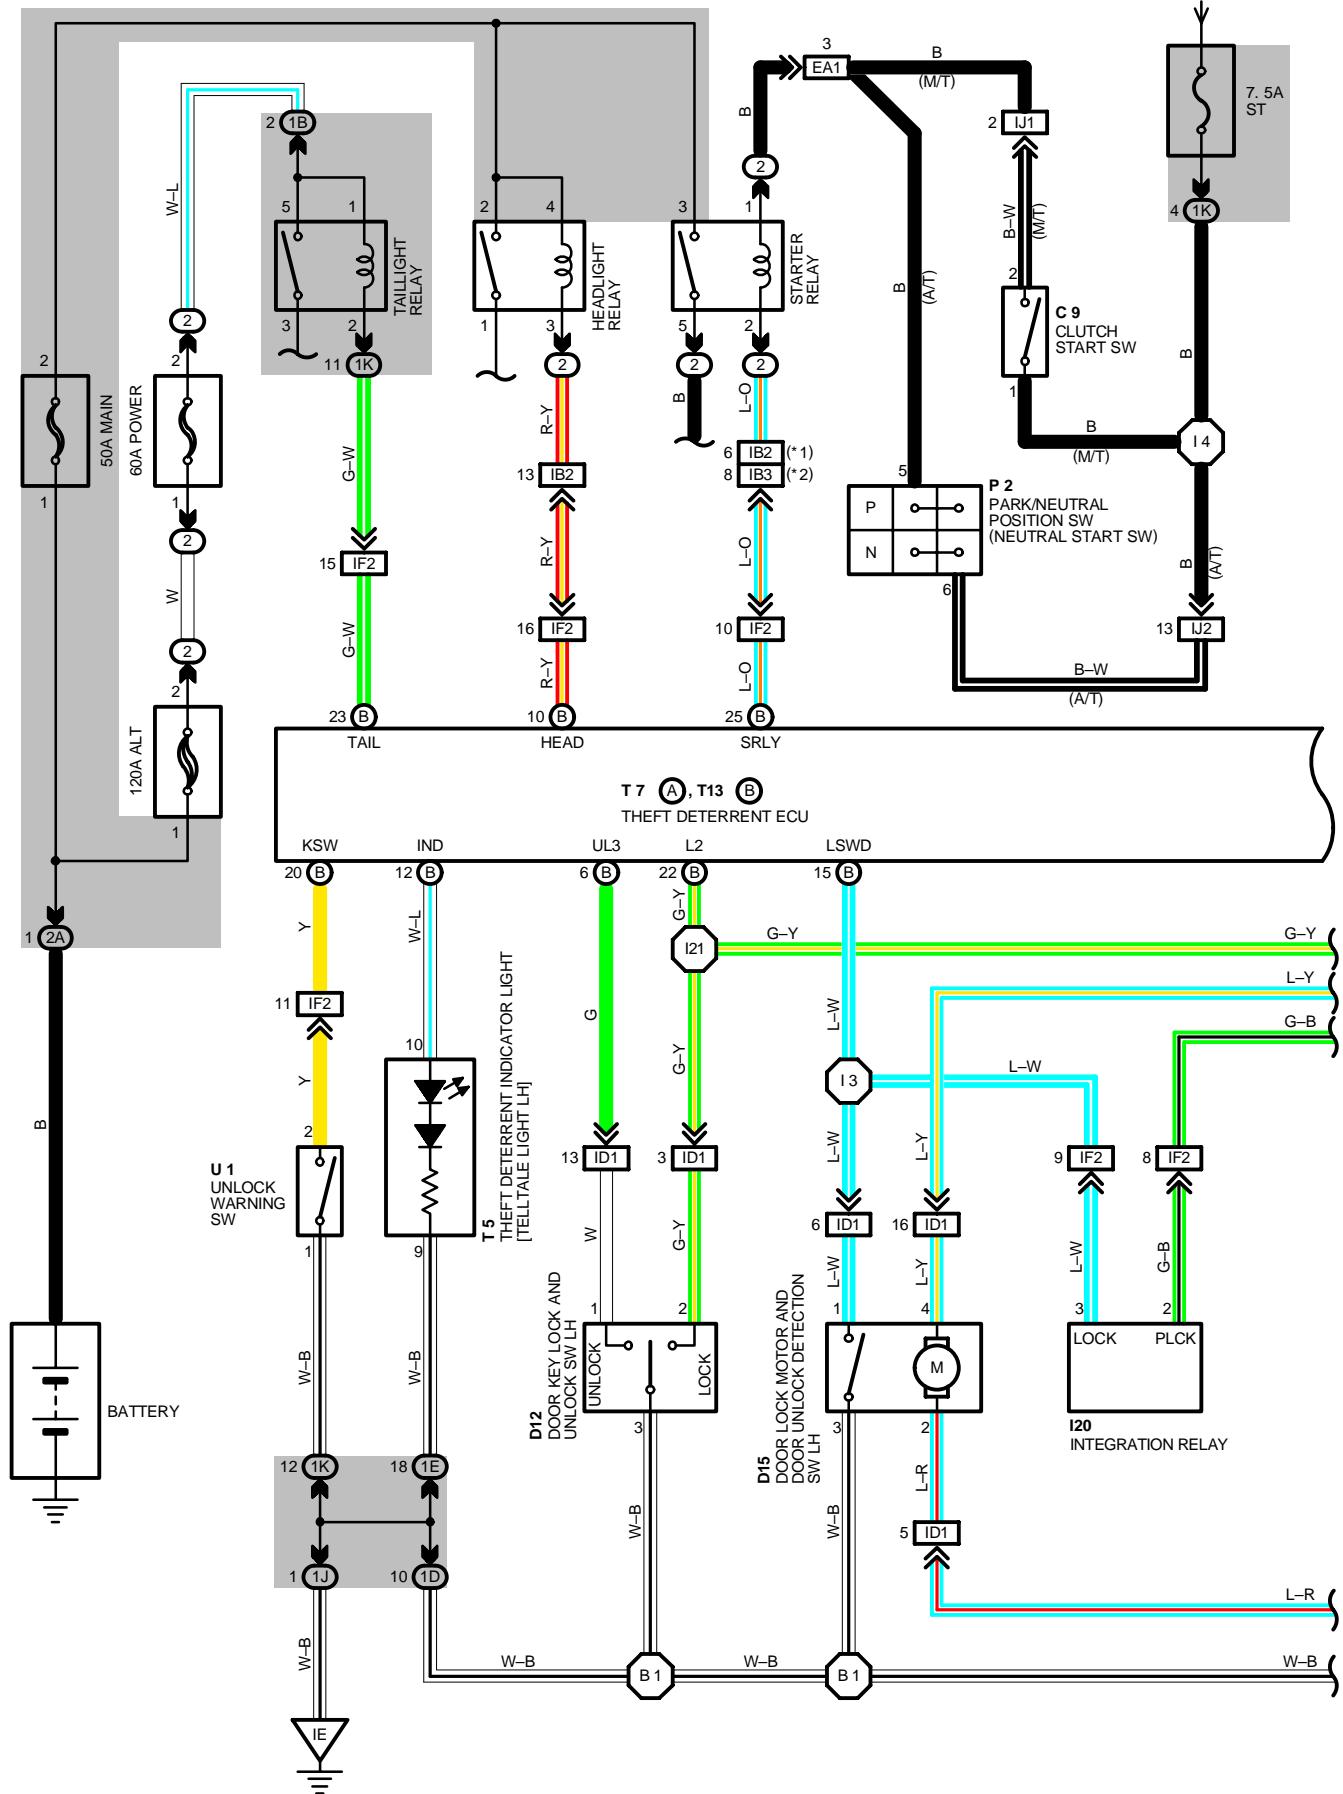 3
EA1
B
(M/T)
7. 5A
ST
2 1B
2 IJ1
B
2
W–L
5 1
2 4
3 1
B–W
(M/T)
4 1K
TAILLIGHT
RELAY
HEADLIGHT
RELAY
STARTER
RELAY
B
(A/T)
2
C 9
CLUTCH
START SW
1
2
3 2
1 3
5 2
11 1K
2
2
2
B
2
2
50A MAIN
60A POWER
1
1
G–W
R–Y
B
L–O
B
(M/T)
I 4
13 IB2
6 IB2 (*1)
8 IB3 (*2)
5
P 2
PARK/NEUTRAL
POSITION SW
(NEUTRAL START SW)
P
N
6
2
W
15 IF2
R–Y
L–O
B
(A/T)
2
2
G–W
16 IF2
10 IF2
13 IJ2
R–Y
L–O
B–W
(A/T)
120A ALT
1
23 B
10 B
25 B
TAIL HEAD SRLY
T 7 A , T13 B
THEFT DETERRENT ECU
KSW IND UL3 L2 LSWD
20 B
12 B
6 B
22 B
15 B
1 2A
Y
W–L
G–Y
I21
G–Y G–Y
L–Y
G–B
11 IF2
G
L–W
Y
10
G–Y
I 3
L–W
2
U 1
UNLOCK
WARNING
SW
1
T 5
THEFT DETERRENT INDICATOR LIGHT
[TELLTALE LIGHT LH]
9
B
13 ID1
3 ID1
L–W
L–Y
9 IF2
8 IF2
6 ID1
16 ID1
W
G–Y
L–W
L–Y
L–W
G–B
1 2
1 4
3 2
UNLOCK
LOCK
D12
DOOR KEY LOCK AND
UNLOCK SW LH
3
M
D15
DOOR LOCK MOTOR AND
DOOR UNLOCK DETECTION
SW LH
3 2
LOCK PLCK
I20
INTEGRATION RELAY
BATTERY
W–B
W–B
12 1K
18 1E
L–R
W–B
W–B
5 ID1
1 1J
10 1D
L–R
W–B
W–B
B 1
W–B
B 1
W–B
IE